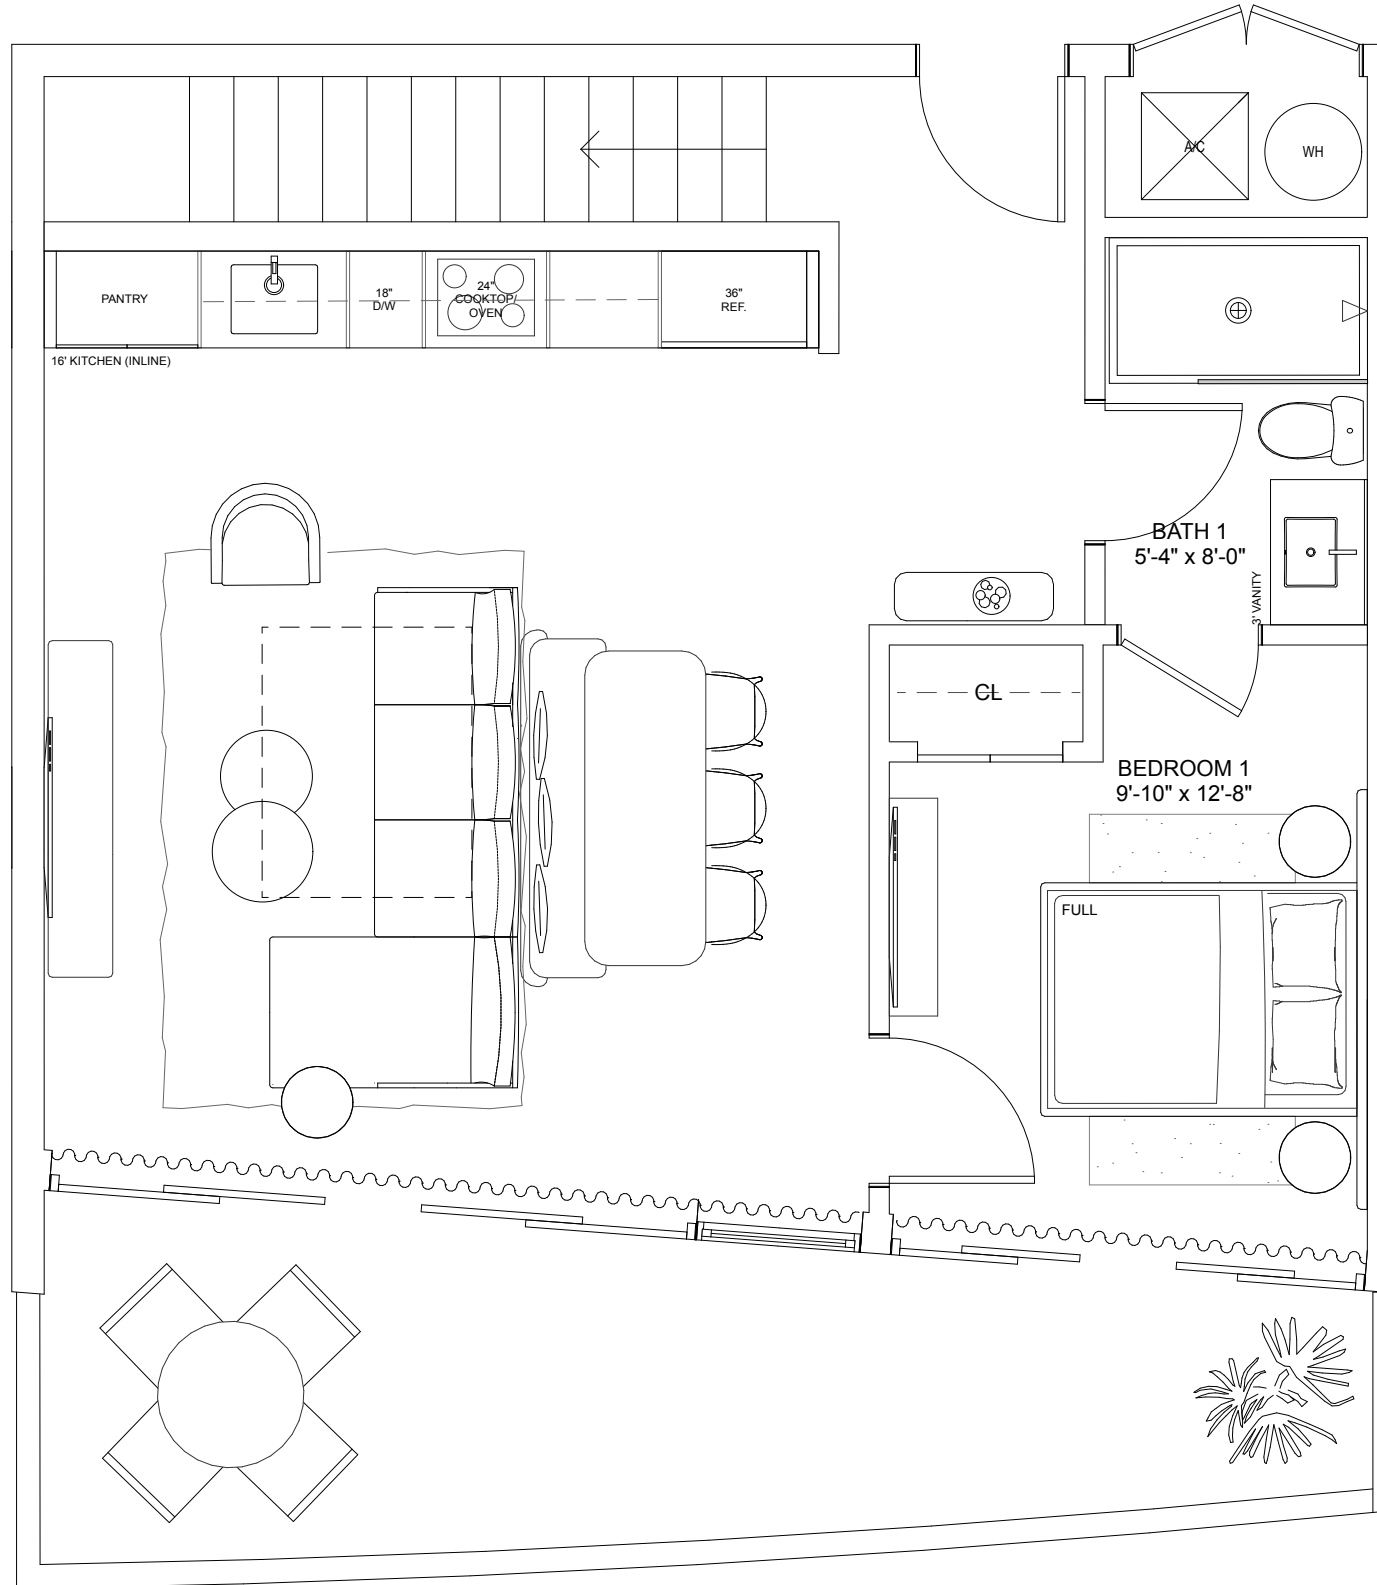 A/C
WH
PANTRY
18"
D/W
24"
COOKTOP/
OVEN
36"
REF.
16' KITCHEN (INLINE)
BATH 1
5'-4" x 8'-0"
3' VANITY
CL
BEDROOM 1
9'-10" x 12'-8"
FULL